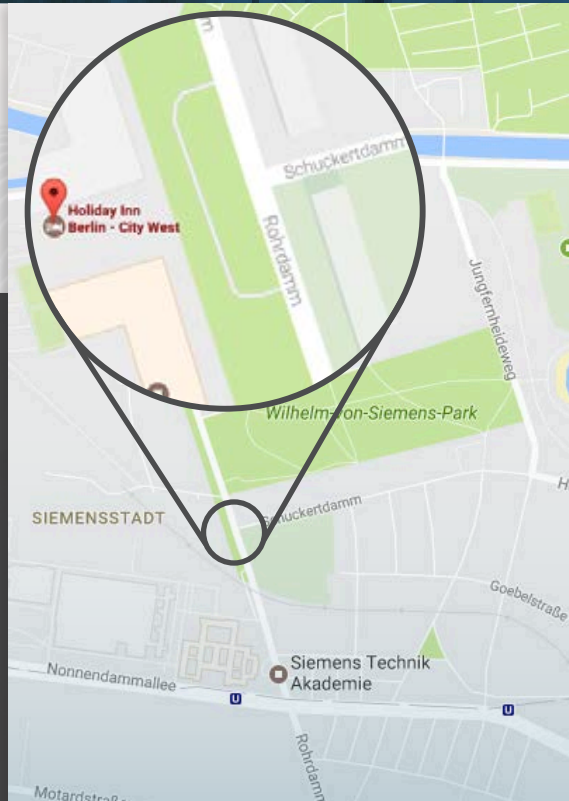 m
Schuckertdamm
Holiday Inn
Berlin - City West
Rohrdamm
Jungfernheideweg
Wilhelm-von-Siemens-Park
H
SIEMENSSTADT
Schuckertdamm
Goebelstraße
Siemens Technik
Akademie
Nonnendammallee
U
U
Rohrdamm
Motardstraße